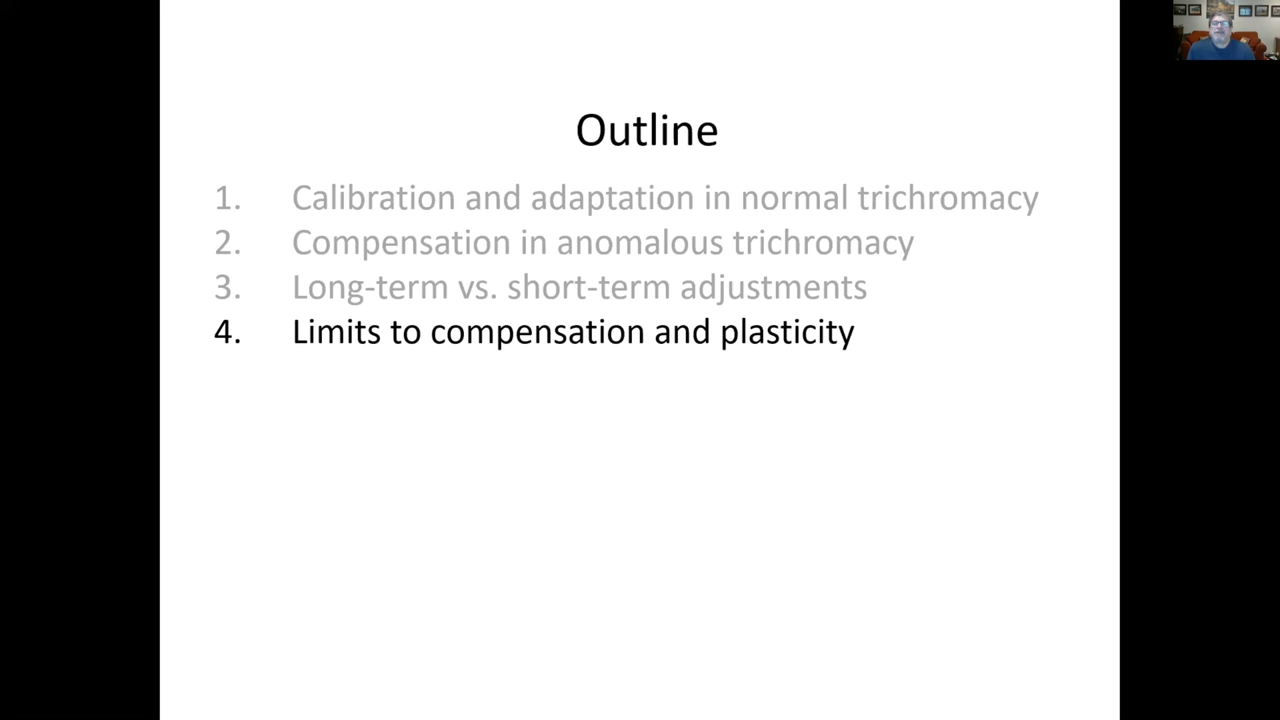 Outline
1. Calibration and adaptation in normal trichromacy
2. Compensation in anomalous trichromacy
3. Long-term vs. short-term adjustments
4. Limits to compensation and plasticity